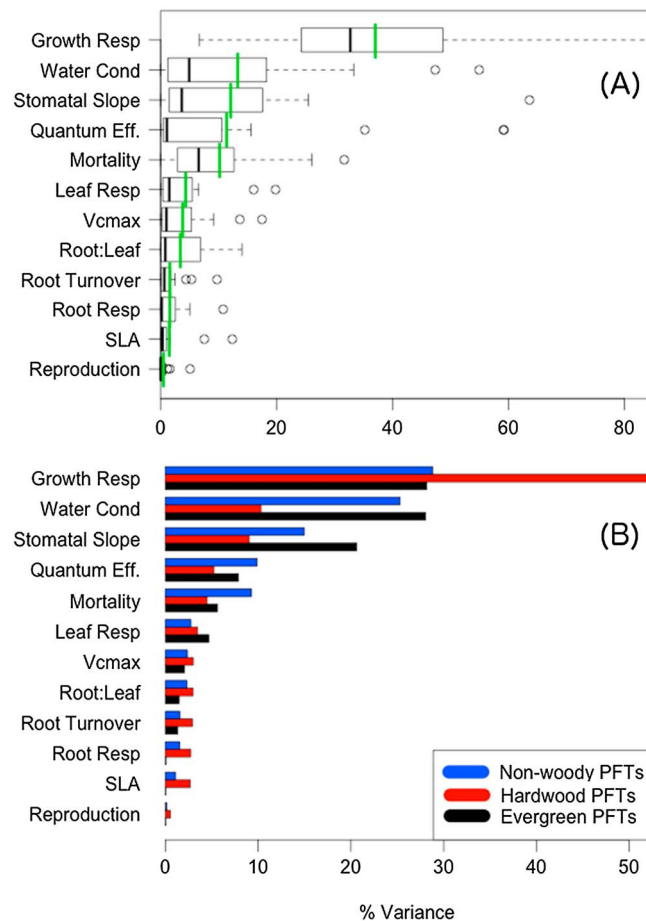 Growth Resp
Water Cond
Stomatal Slope
Quantum Eff.
Mortality
Leaf Resp
Vcmax
Root:Leaf
Root Turnover
Root Resp
SLA
Reproduction
(A)
0 20 40 60 80
Growth Resp
Water Cond
Stomatal Slope
Quantum Eff.
Mortality
Leaf Resp
Vcmax
Root:Leaf
Root Turnover
Root Resp
SLA
Reproduction
(B)
Non-woody PFTs
Hardwood PFTs
Evergreen PFTs
0 10 20 30 40 50
% Variance